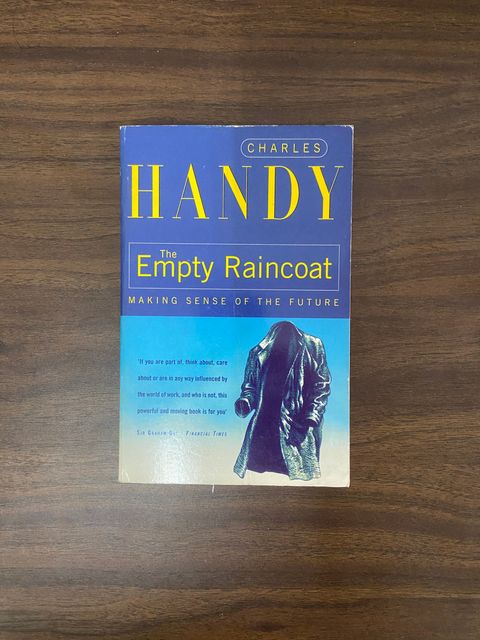 CHARLES
HANDY
The
Empty Raincoat
MAKING SENSE OF THE FUTURE
'If you are part of, think about, care
about or are in any way influenced by
the world of work, and who is not, this
powerful and moving book is for you'
SIR GRAHAM FINANCIAL TIMES